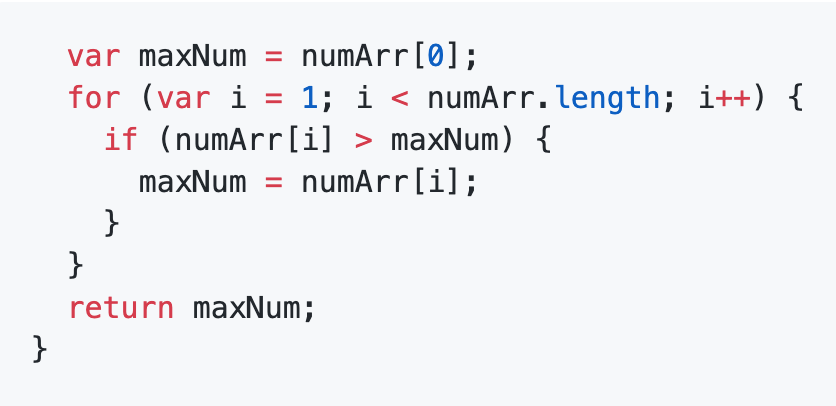 var maxNum = numArr[0];
  for (var i = 1; i < numArr.length; i++) {
    if (numArr[i] > maxNum) {
      maxNum = numArr[i];
    }
  }
  return maxNum;
}